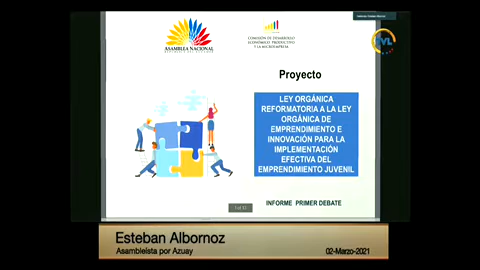 ASAMBLEA NACIONAL
COMISIÓN DE DESARROLLO
ECONÓMICO, PRODUCTIVO
Y LA MICROEMPRESA
VL
Proyecto
LEY ORGÁNICA
REFORMATORIA A LA LEY
ORGÁNICA DE
EMPRENDIMIENTO E
INNOVACIÓN PARA LA
IMPLEMENTACIÓN
EFECTIVA DEL
EMPRENDIMIENTO JUVENIL
INFORME PRIMER DEBATE
Esteban Albornoz
Asambleísta por Azuay
02-Marzo-2021